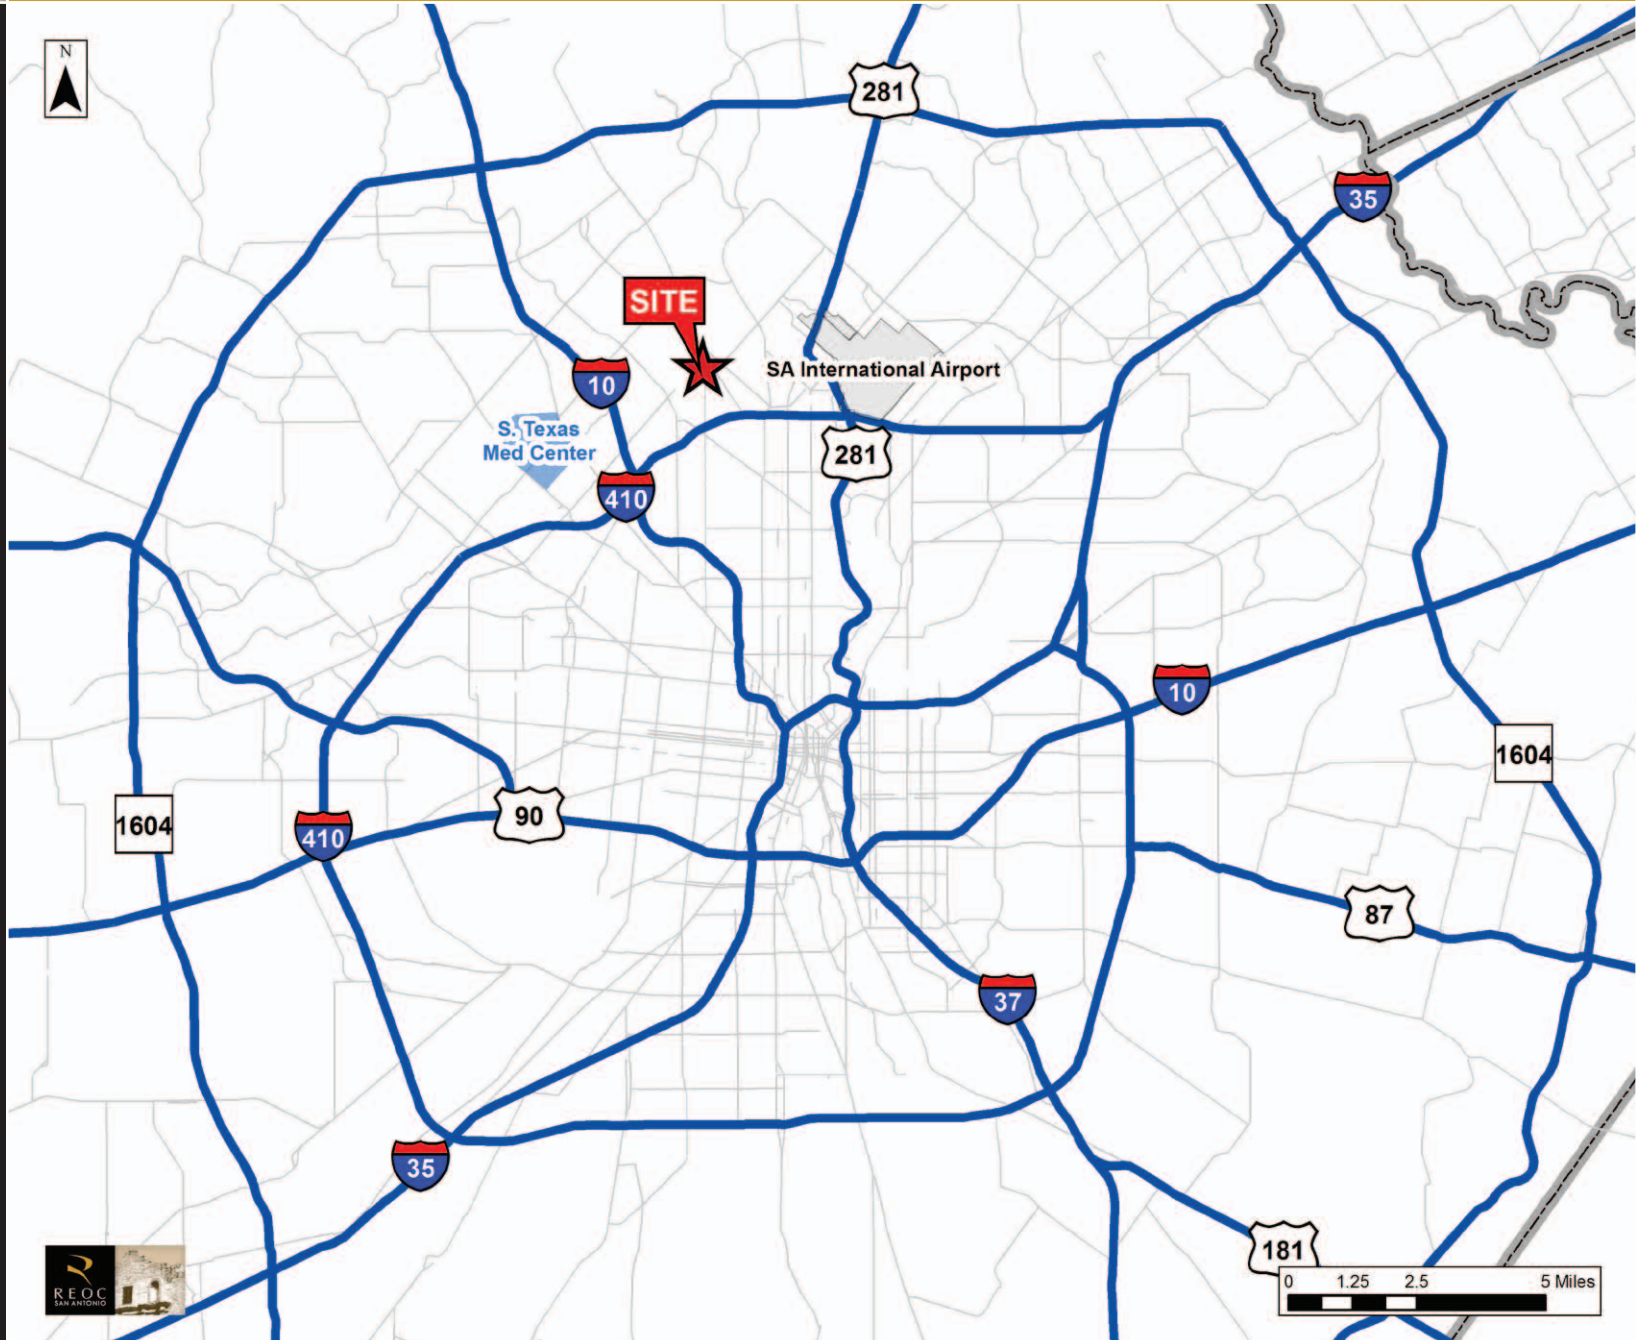 N
281
35
SITE
SA International Airport
10
S. Texas
Med Center
281
410
10
1604
90
1604
410
87
37
35
181
0 1.25 2.5 5 Miles
REOC
SAN ANTONIO